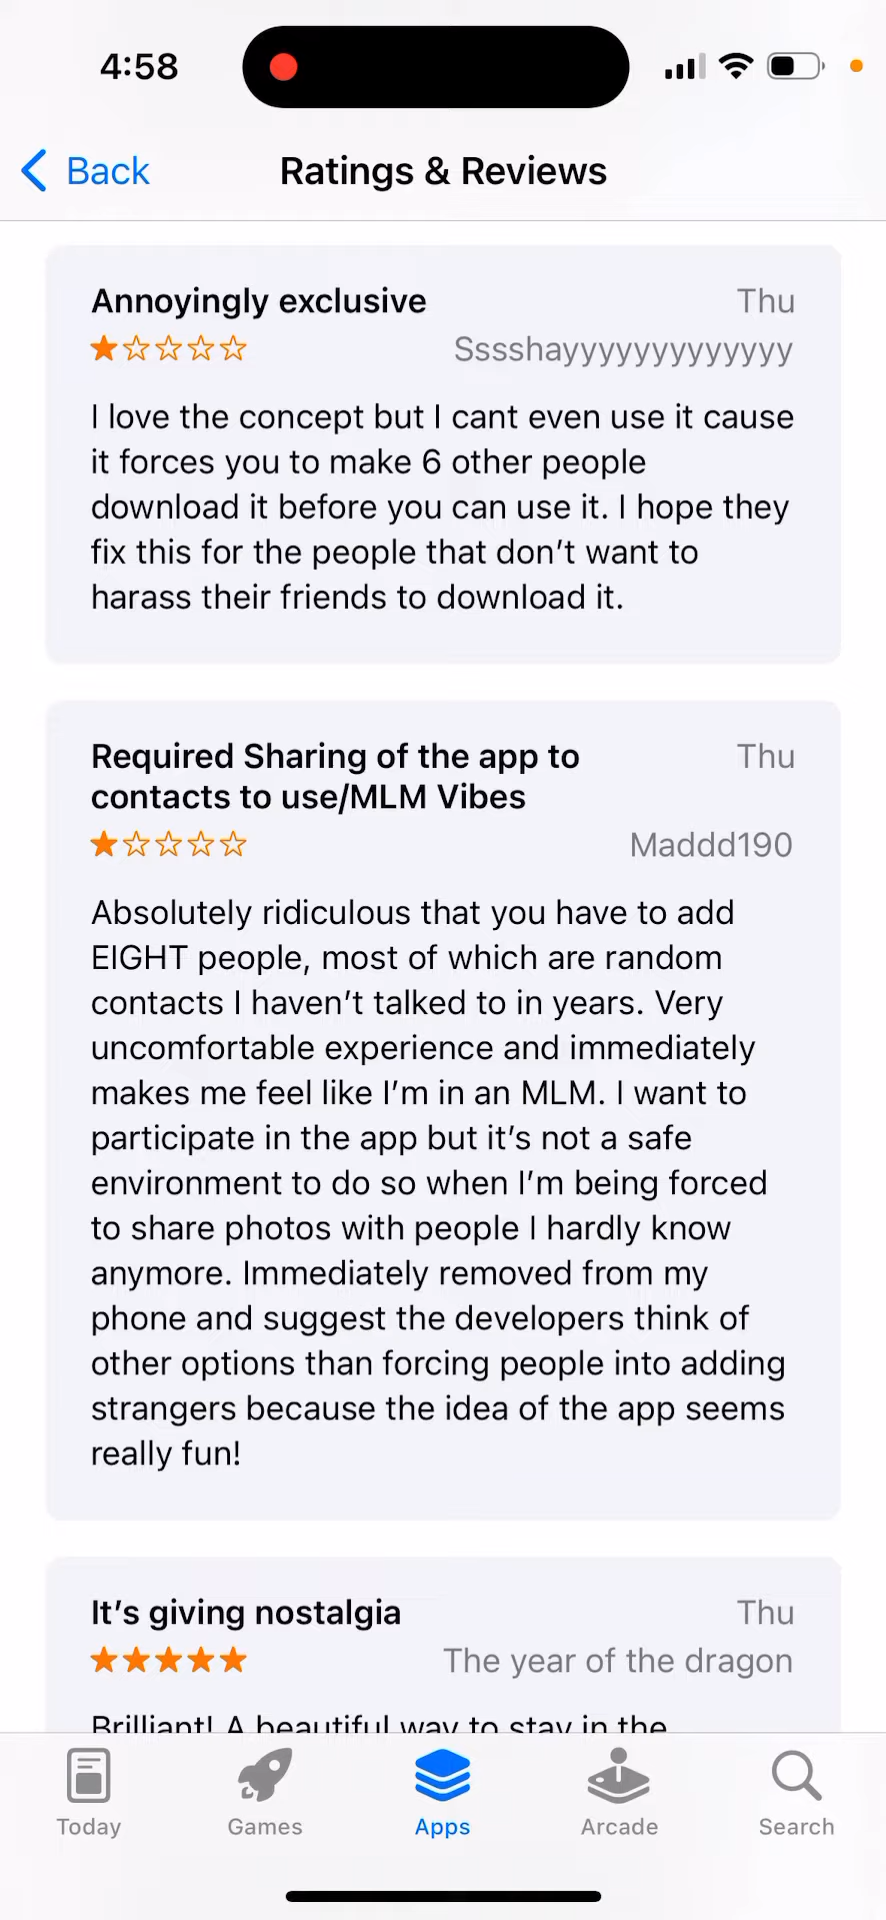 4:58
Back
Ratings & Reviews
Annoyingly exclusive
Thu
Sssshayyyyyyyyyyyyy
I love the concept but I cant even use it cause
it forces you to make 6 other people
download it before you can use it. I hope they
fix this for the people that don’t want to
harass their friends to download it.
Required Sharing of the app to
contacts to use/MLM Vibes
Thu
Maddd190
Absolutely ridiculous that you have to add
EIGHT people, most of which are random
contacts I haven’t talked to in years. Very
uncomfortable experience and immediately
makes me feel like I’m in an MLM. I want to
participate in the app but it’s not a safe
environment to do so when I’m being forced
to share photos with people I hardly know
anymore. Immediately removed from my
phone and suggest the developers think of
other options than forcing people into adding
strangers because the idea of the app seems
really fun!
It’s giving nostalgia
Thu
The year of the dragon
Brilliant! A beautiful way to stay in the
Today
Games
Apps
Arcade
Search